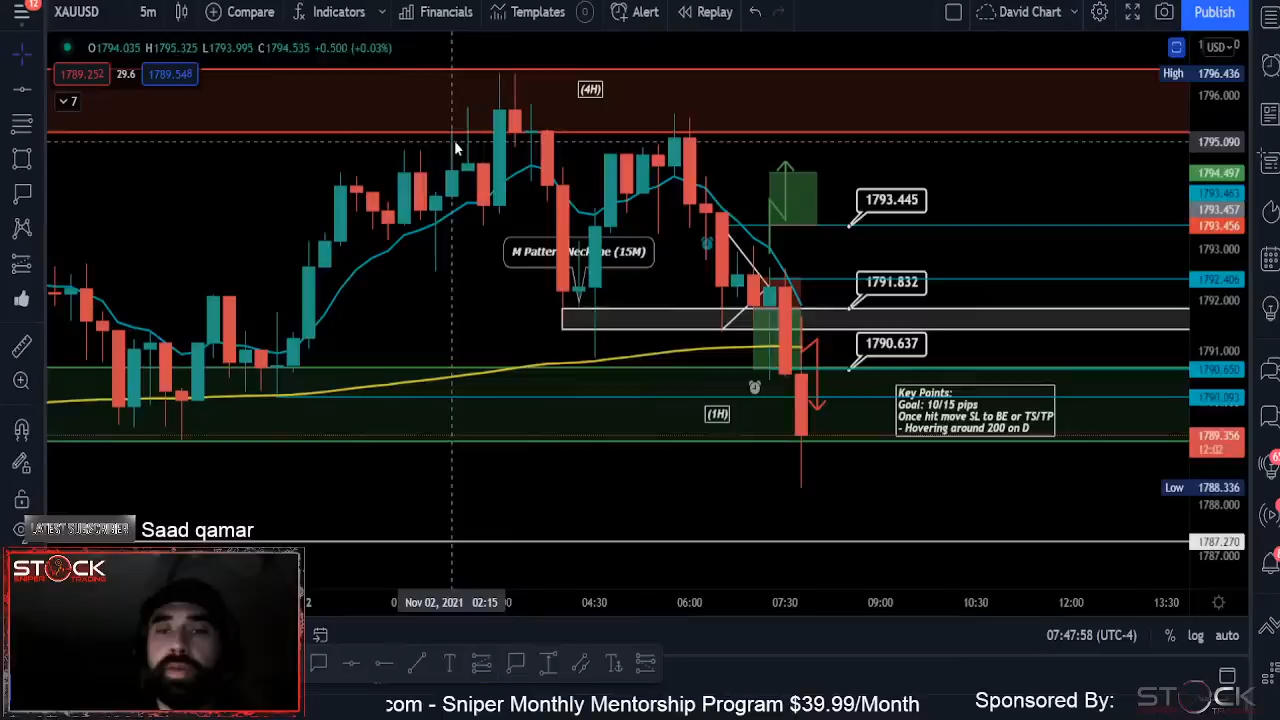 12
XAUUSD
5m
Compare
Indicators
Financials
Templates
Alert
Replay
David Chart
Publish
O1794.035 H1795.325 L1793.995 C1794.535 +0.500 (+0.03%)
1789.252
29.6
1789.548
7
USD
High 1796.436
1796.000
1795.090
1794.497
1793.463
1793.457
1793.456
1793.000
1792.406
1792.000
1791.000
1790.650
1790.093
1789.356
12:02
Low 1788.336
1788.000
1787.270
1787.000
(4H)
M Pattern Neckline (15M)
1793.445
1791.832
1790.637
(1H)
Key Points:
Goal: 10/15 pips
Once hit move SL to BE or TS/TP
- Hovering around 200 on D
LATEST SUBSCRIBER
Saad qamar
STOCK
SNIPER TRADING
Nov 02, 2021 02:15
04:30
06:00
07:30
09:00
10:30
12:00
13:30
07:47:58 (UTC-4)
%
log
auto
com - Sniper Monthly Mentorship Program $39.99/Month
Sponsored By:
STOCK